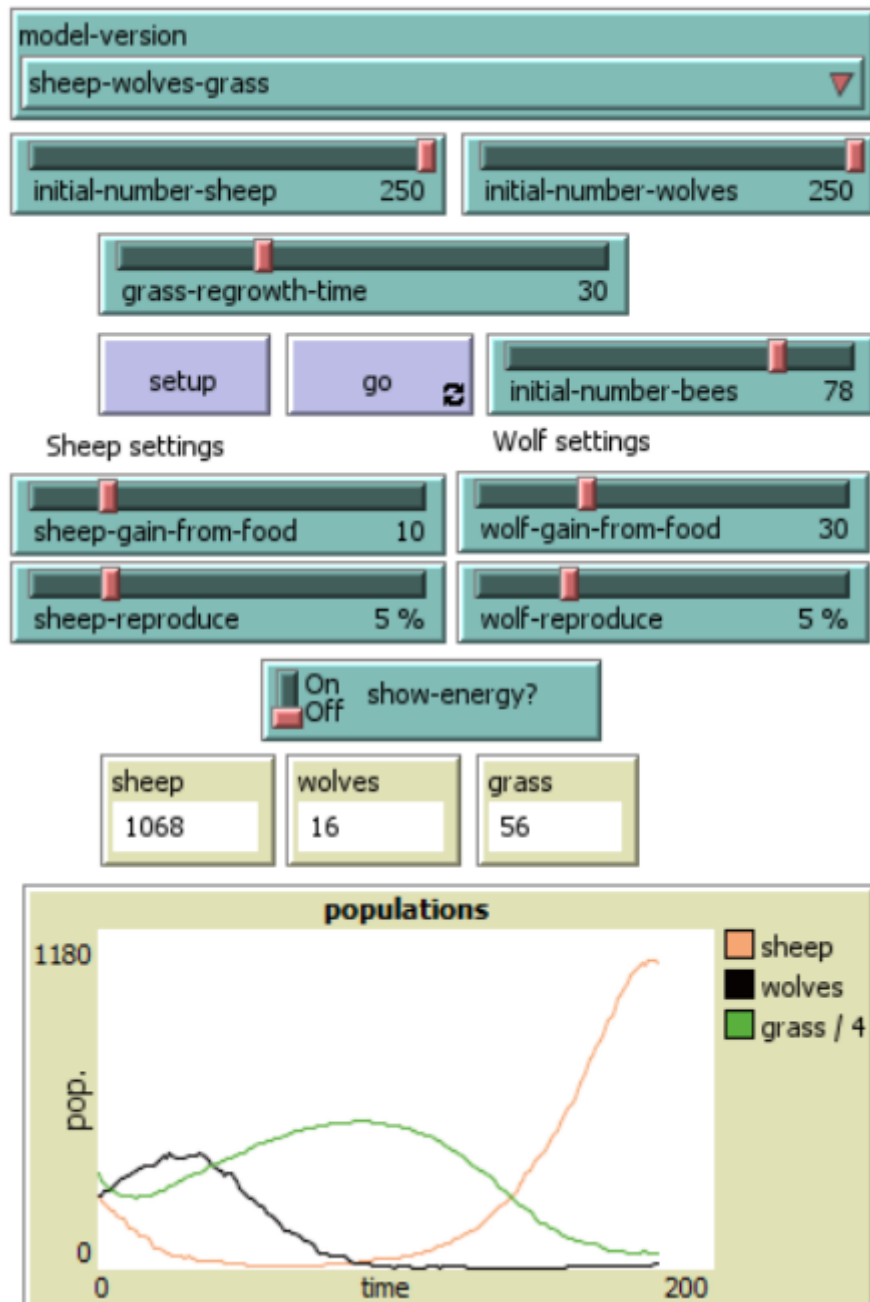 model-version
sheep-wolves-grass
initial-number-sheep 250
initial-number-wolves 250
grass-regrowth-time 30
setup
go
initial-number-bees 78
Sheep settings
Wolf settings
sheep-gain-from-food 10
wolf-gain-from-food 30
sheep-reproduce 5 %
wolf-reproduce 5 %
On
Off
show-energy?
sheep
1068
wolves
16
grass
56
populations
1180
pop.
0
0
time
200
sheep
wolves
grass / 4